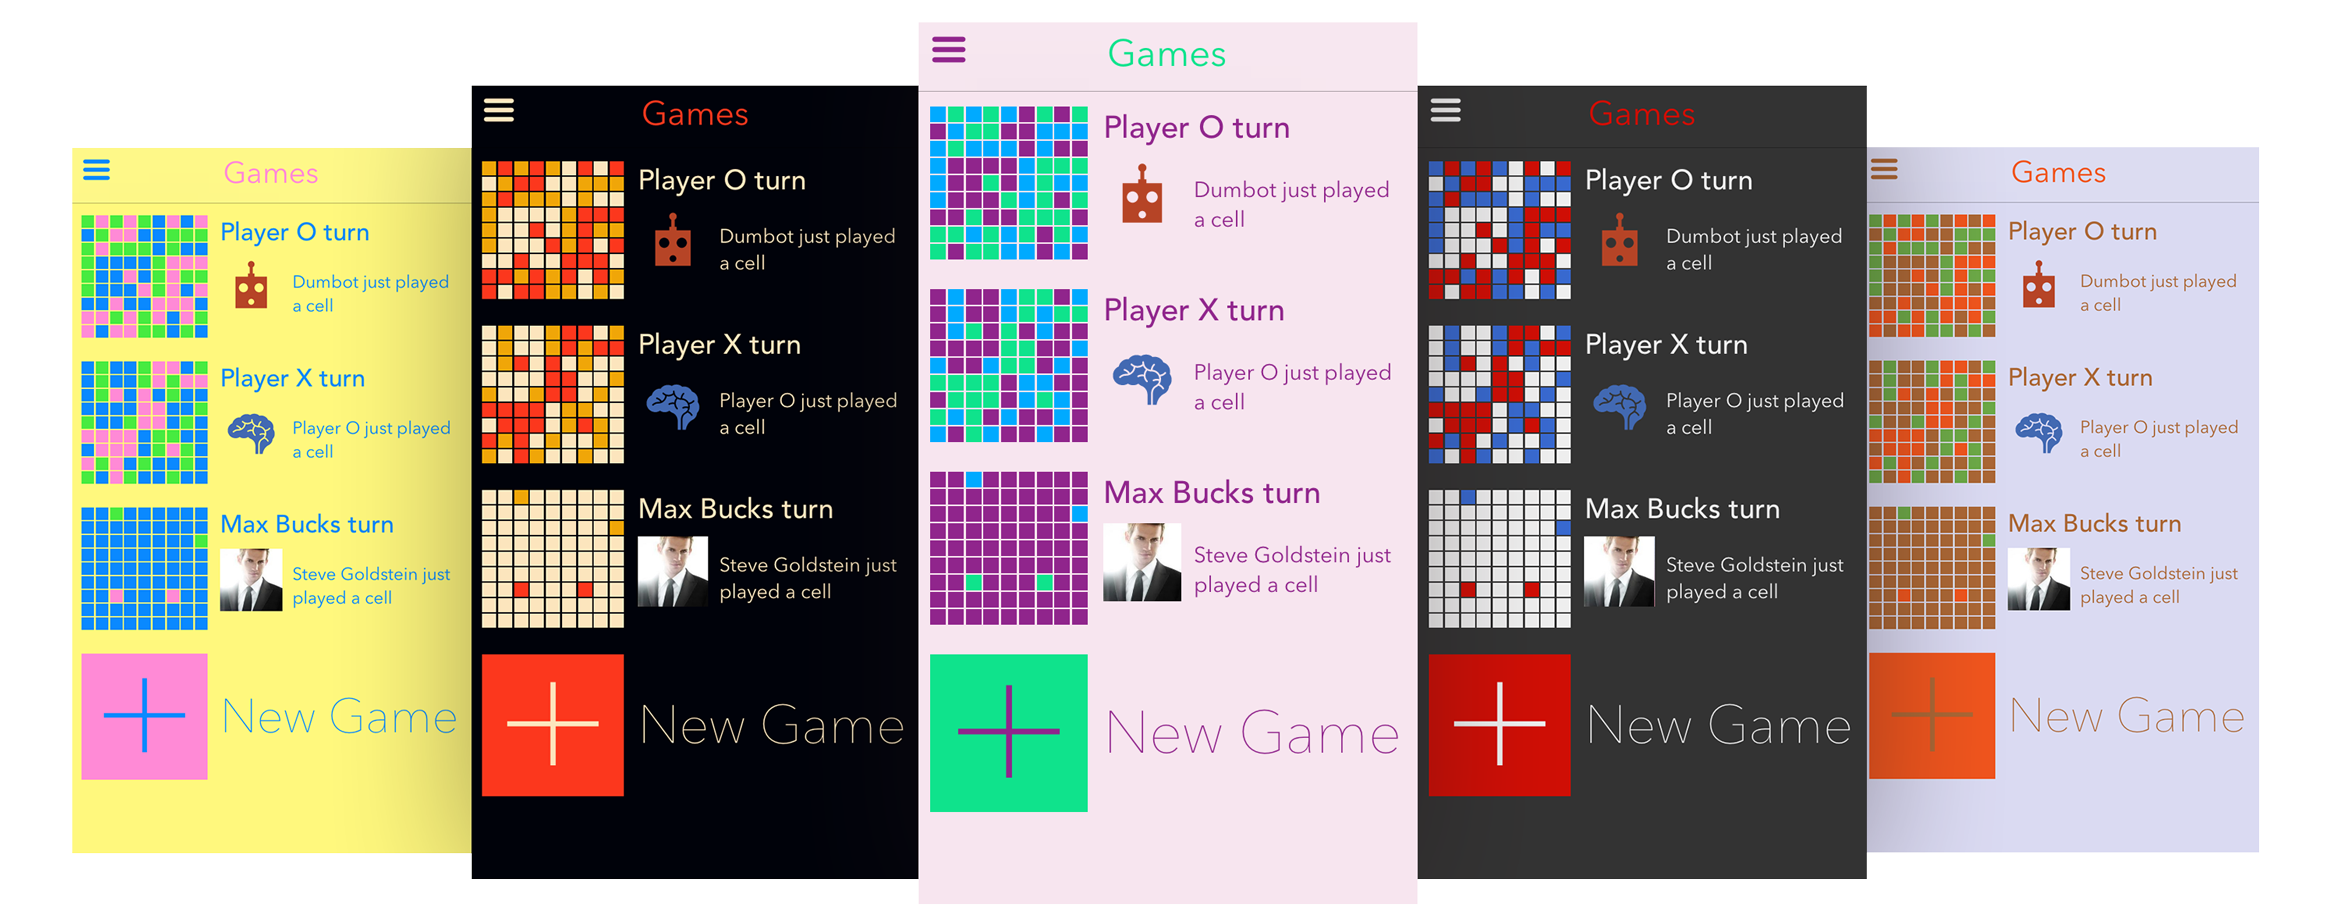 Games
Player O turn
Dumbot just played
a cell
Player X turn
Player O just played
a cell
Max Bucks turn
Steve Goldstein just
played a cell
New Game
Games
Player O turn
Dumbot just played
a cell
Player X turn
Player O just played
a cell
Max Bucks turn
Steve Goldstein just
played a cell
New Game
Games
Player O turn
Dumbot just played
a cell
Player X turn
Player O just played
a cell
Max Bucks turn
Steve Goldstein just
played a cell
New Game
Games
Player O turn
Dumbot just played
a cell
Player X turn
Player O just played
a cell
Max Bucks turn
Steve Goldstein just
played a cell
New Game
Games
Player O turn
Dumbot just played
a cell
Player X turn
Player O just played
a cell
Max Bucks turn
Steve Goldstein just
played a cell
New Game